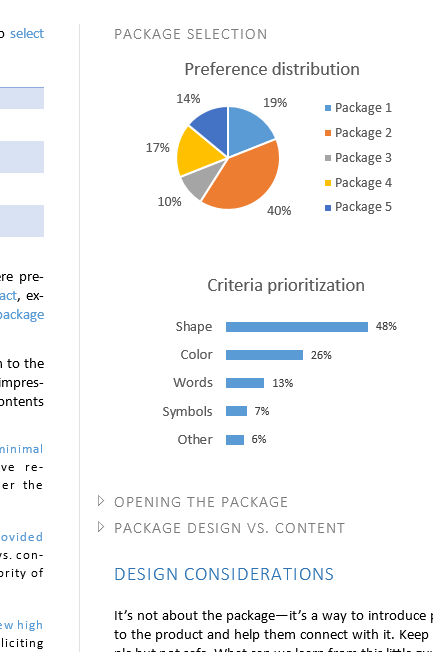 select
ere pre-
act, ex-
package
to the
impres-
ontents
minimal
ve re-
er the
ovided
vs. con-
ority of
ew high
liciting
PACKAGE SELECTION
Preference distribution
14%
19%
17%
10%
40%
Package 1
Package 2
Package 3
Package 4
Package 5
Criteria prioritization
Shape 48%
Color 26%
Words 13%
Symbols 7%
Other 6%
OPENING THE PACKAGE
PACKAGE DESIGN VS. CONTENT
DESIGN CONSIDERATIONS
It's not about the package—it's a way to introduce p
to the product and help them connect with it. Keep